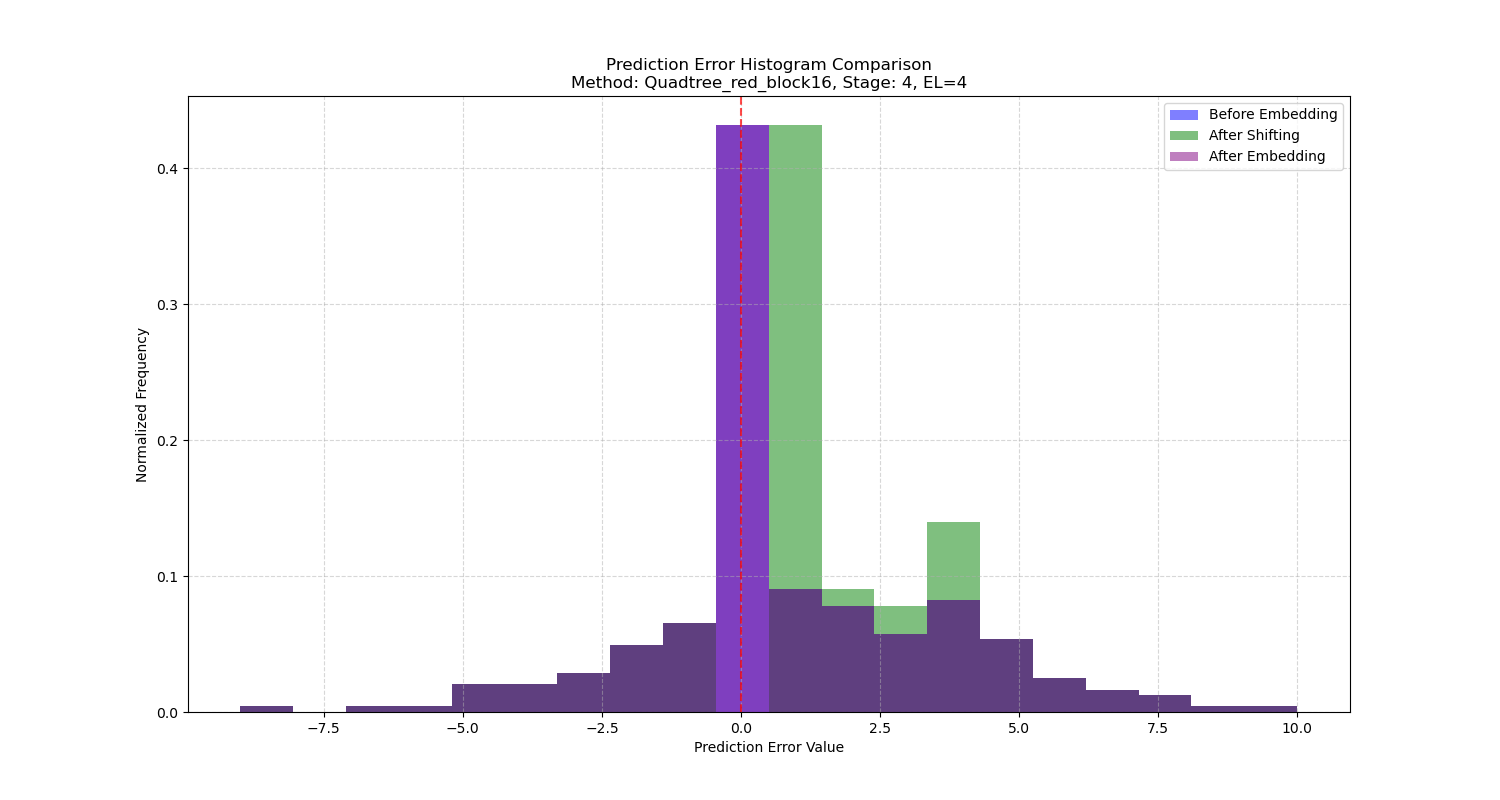 Prediction Error Histogram Comparison
Method: Quadtree_red_block16, Stage: 4, EL=4
Before Embedding
After Shifting
After Embedding
Normalized Frequency
0.4
0.3
0.2
0.1
0.0
−7.5 −5.0 −2.5 0.0 2.5 5.0 7.5 10.0
Prediction Error Value